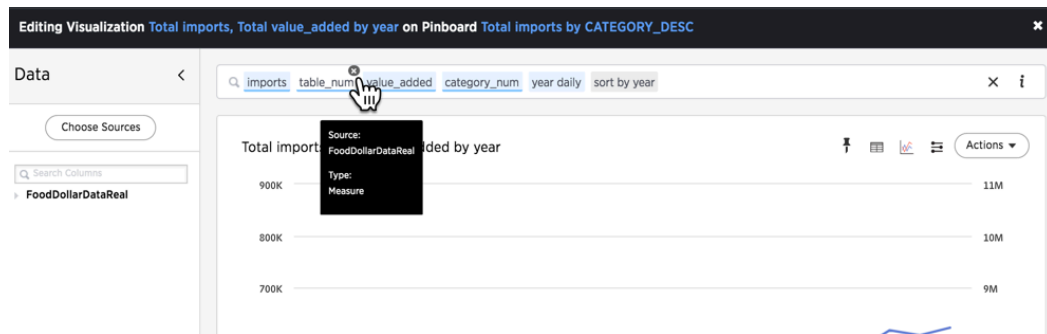 Editing Visualization Total imports, Total value_added by year on Pinboard Total imports by CATEGORY_DESC
Data
imports table_num value_added category_num year daily sort by year
Choose Sources
Search Columns
FoodDollarDataReal
Source:
FoodDollarDataReal
Type:
Measure
Total import dded by year
Actions
900K
11M
800K
10M
700K
9M